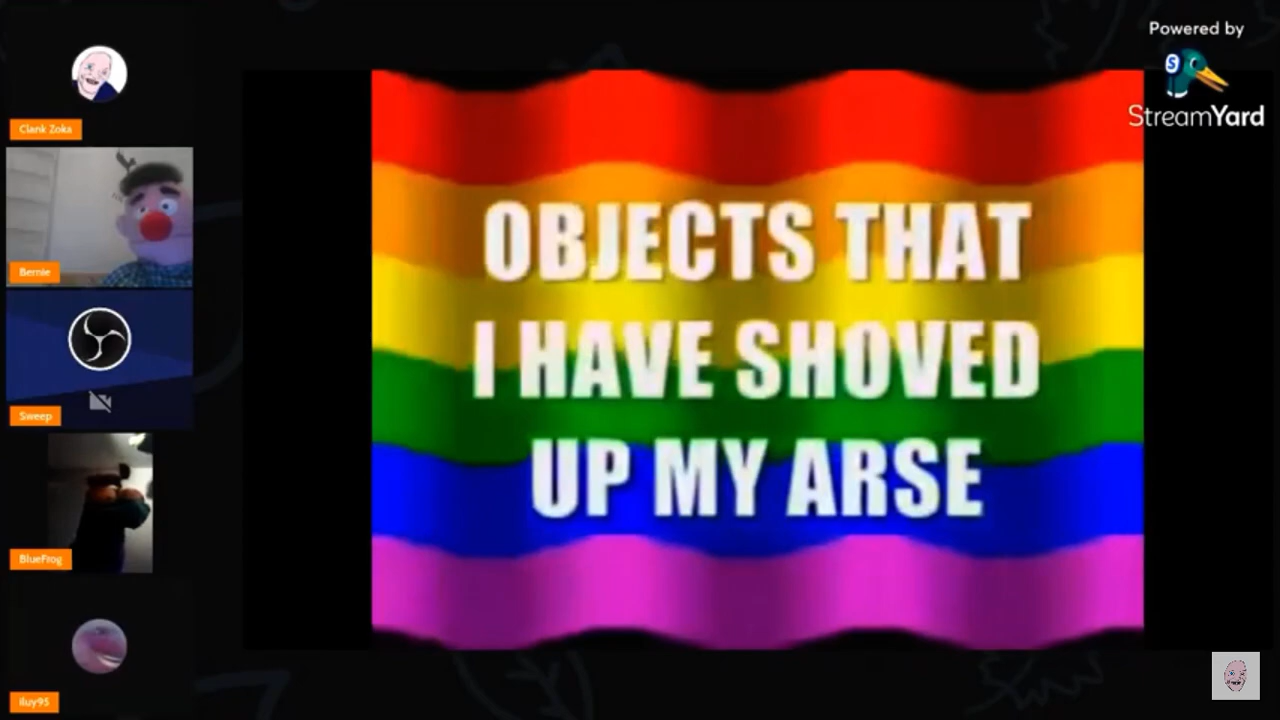 Powered by
S
StreamYard
Clank Zoka
Bernie
Sweep
BlueFrog
iluy95
OBJECTS THAT
I HAVE SHOVED
UP MY ARSE